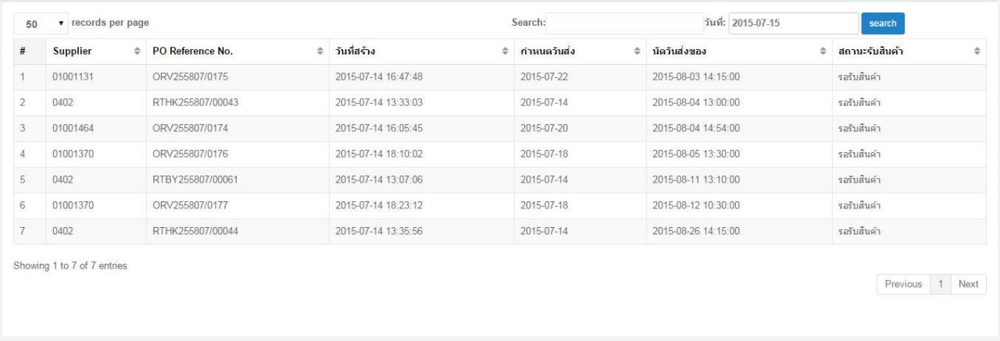 50 records per page Search: วันที่: 2015-07-15 search
# Supplier PO Reference No. วันที่สร้าง กำหนดวันส่ง นัดวันส่งของ สถานะรับสินค้า
1 01001131 ORV255807/0175 2015-07-14 16:47:48 2015-07-22 2015-08-03 14:15:00 รอรับสินค้า
2 0402 RTHK255807/00043 2015-07-14 13:33:03 2015-07-14 2015-08-04 13:00:00 รอรับสินค้า
3 01001464 ORV255807/0174 2015-07-14 16:05:45 2015-07-20 2015-08-04 14:54:00 รอรับสินค้า
4 01001370 ORV255807/0176 2015-07-14 18:10:02 2015-07-18 2015-08-05 13:30:00 รอรับสินค้า
5 0402 RTBY255807/00061 2015-07-14 13:07:06 2015-07-14 2015-08-11 13:10:00 รอรับสินค้า
6 01001370 ORV255807/0177 2015-07-14 18:23:12 2015-07-18 2015-08-12 10:30:00 รอรับสินค้า
7 0402 RTHK255807/00044 2015-07-14 13:35:56 2015-07-14 2015-08-26 14:15:00 รอรับสินค้า
Showing 1 to 7 of 7 entries
Previous 1 Next